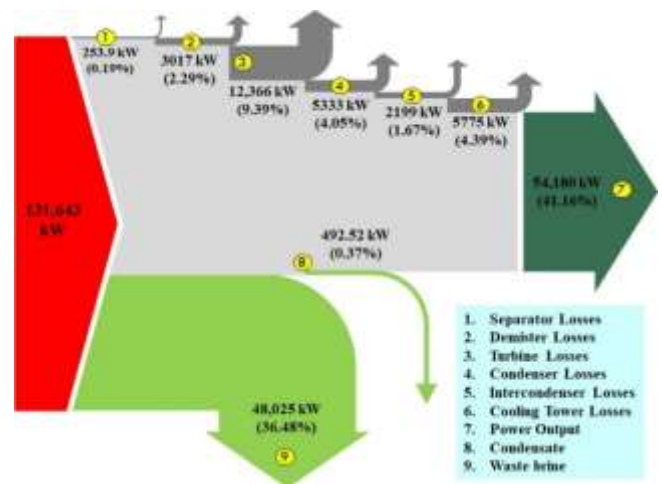 1
253.9 kW
(0.19%)
2
3017 kW
(2.29%)
3
12,366 kW
(9.39%)
4
5333 kW
(4.05%)
5
2199 kW
(1.67%)
6
5775 kW
(4.39%)
131,643
kW
54,180 kW
(41.16%)
7
492.52 kW
(0.37%)
8
48,025 kW
(36.48%)
9
1. Separator Losses
2. Demister Losses
3. Turbine Losses
4. Condenser Losses
5. Intercondenser Losses
6. Cooling Tower Losses
7. Power Output
8. Condensate
9. Waste brine